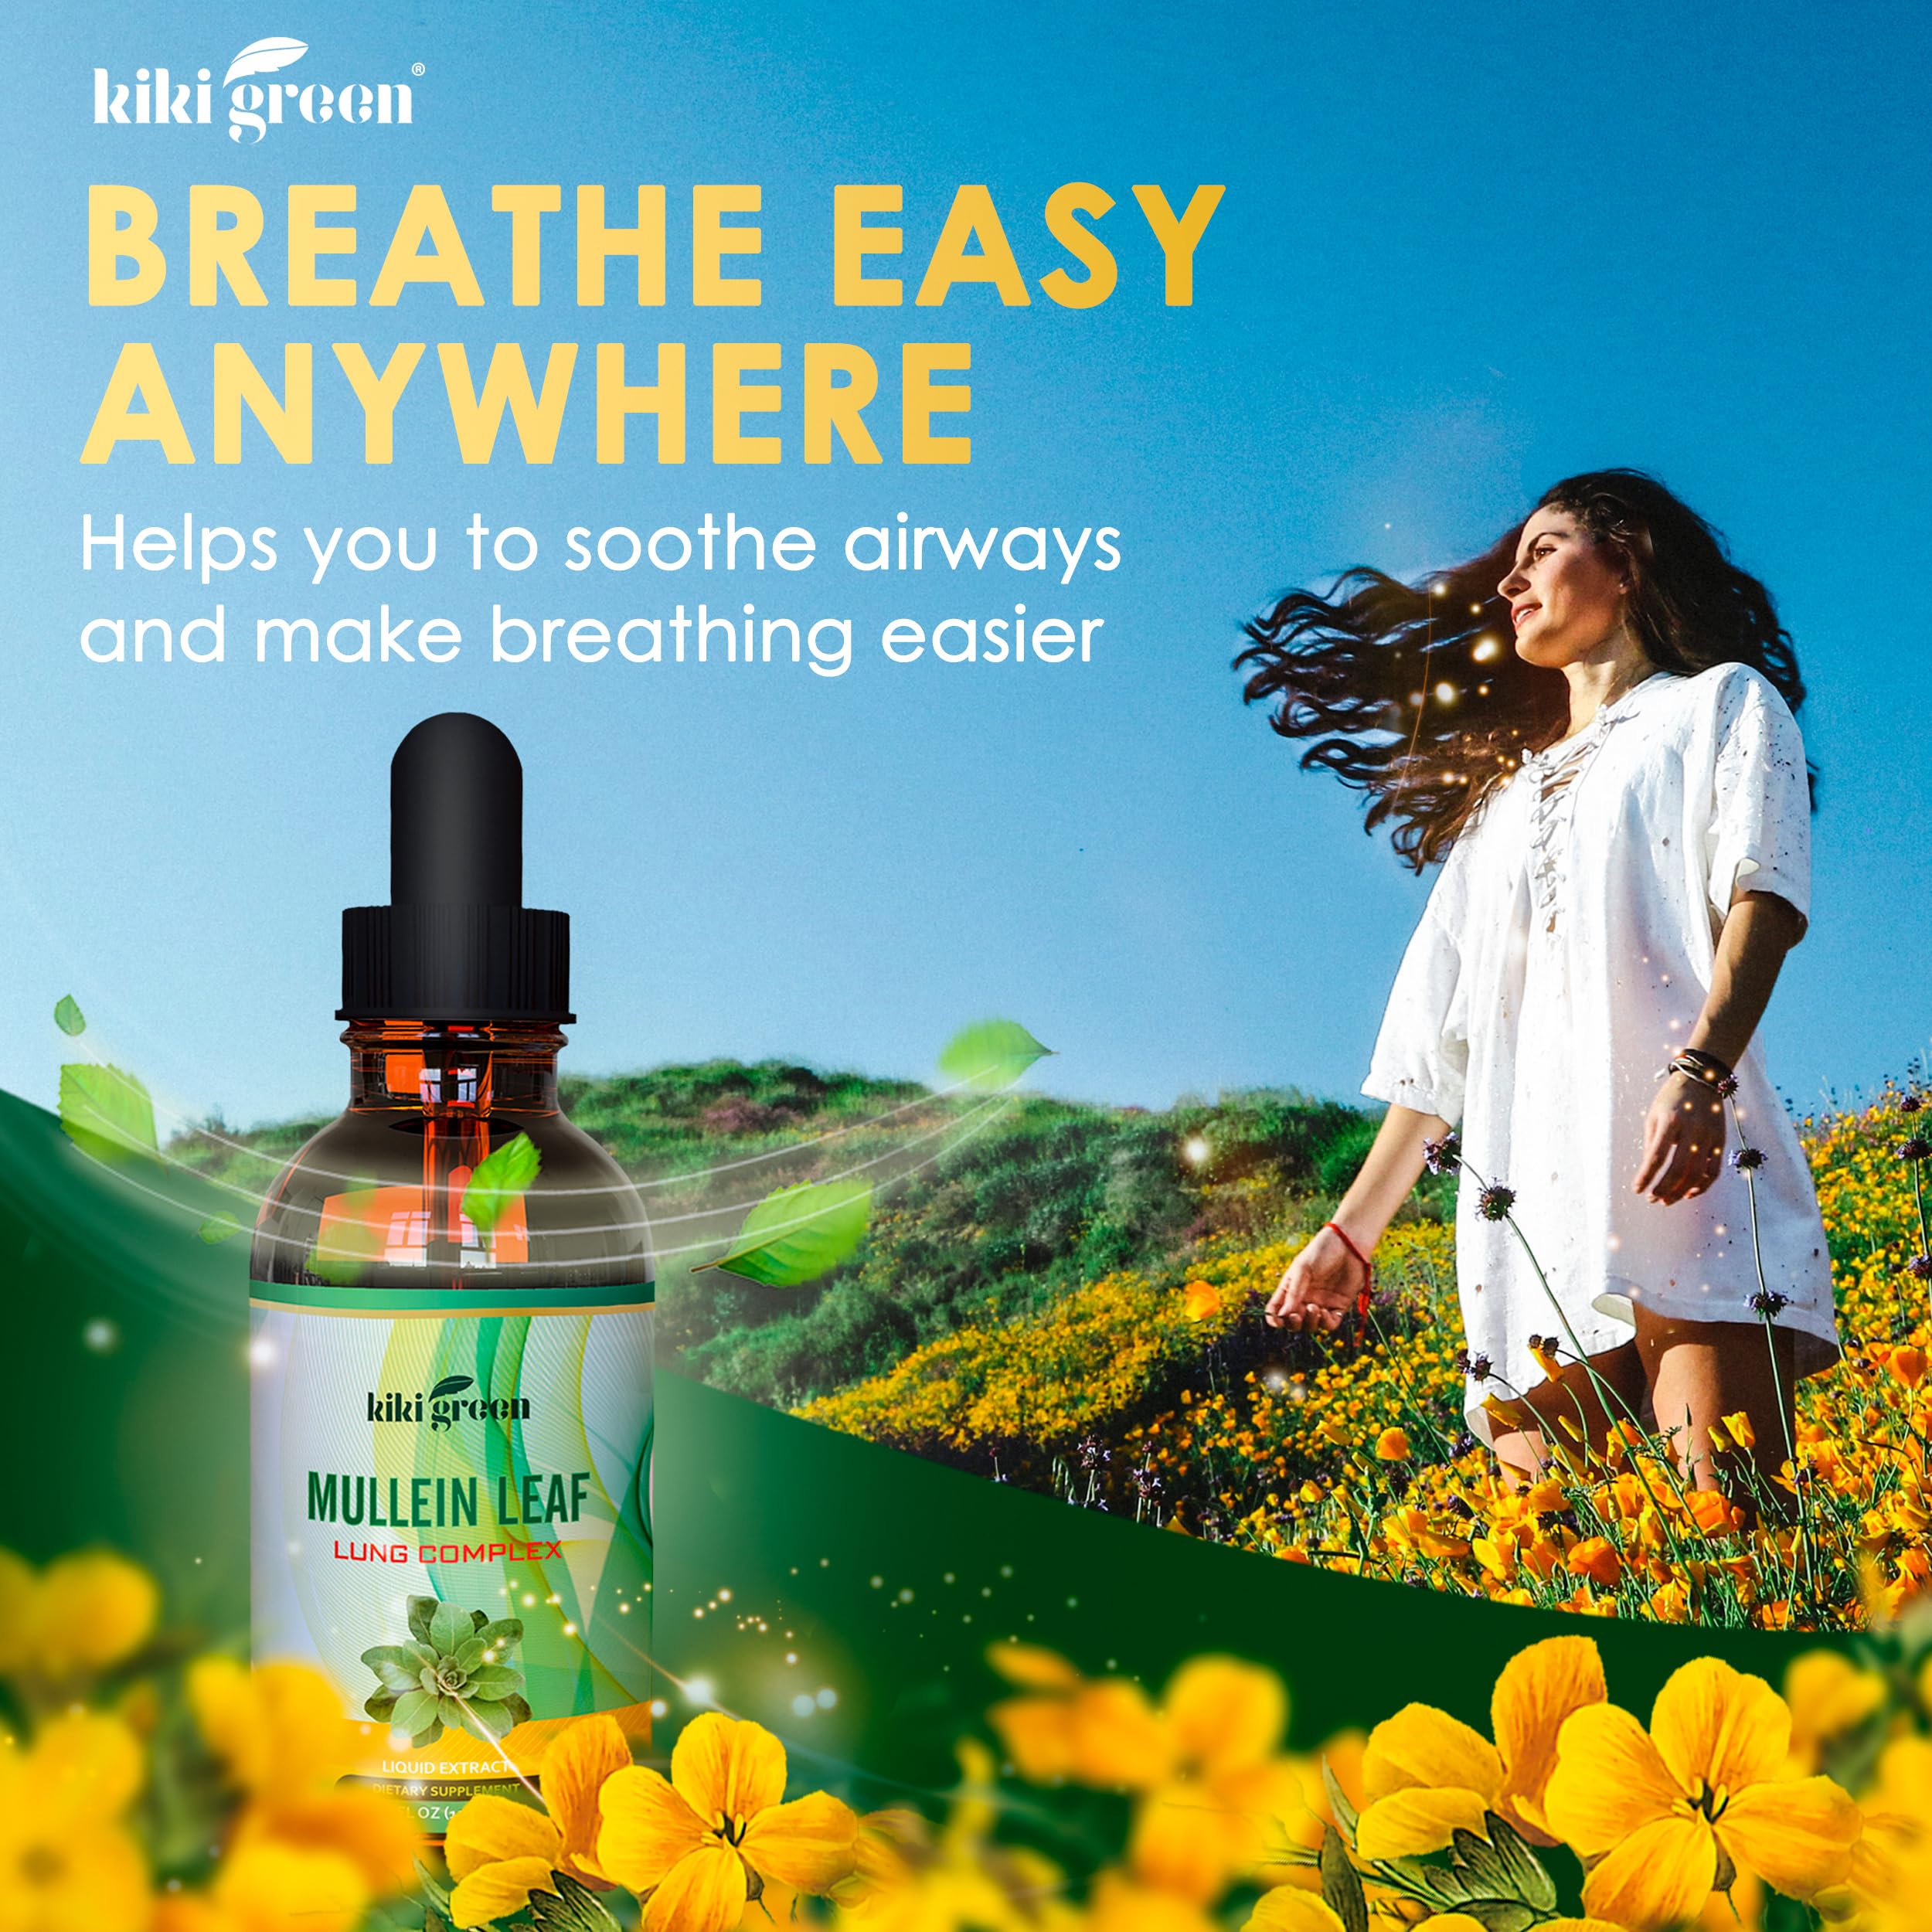 kiki green®
BREATHE EASY
ANYWHERE
Helps you to soothe airways
and make breathing easier
kiki green
MULLEIN LEAF
LUNG COMPLEX
LIQUID EXTRACT
DIETARY SUPPLEMENT
OZ